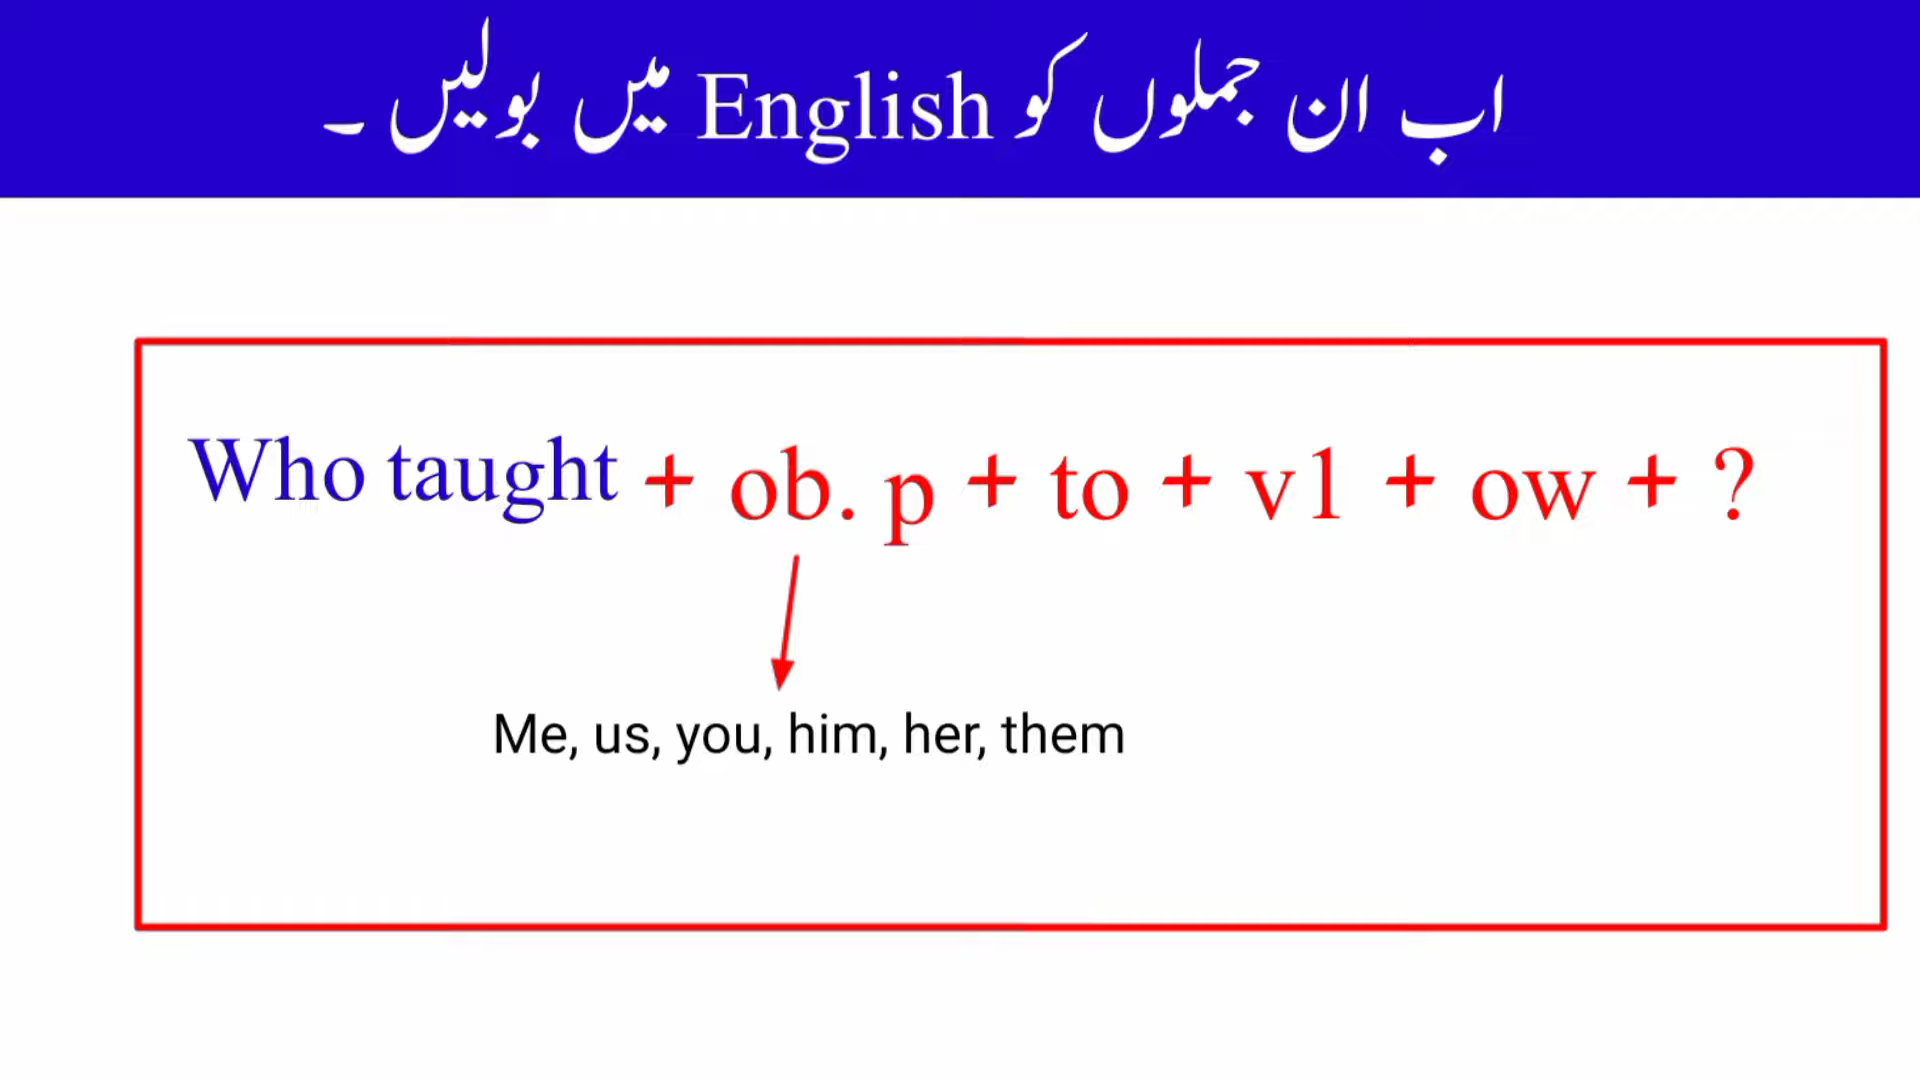 اب ان جملوں کو English میں بولیں ۔
Who taught + ob. p + to + v1 + ow + ?
Me, us, you, him, her, them